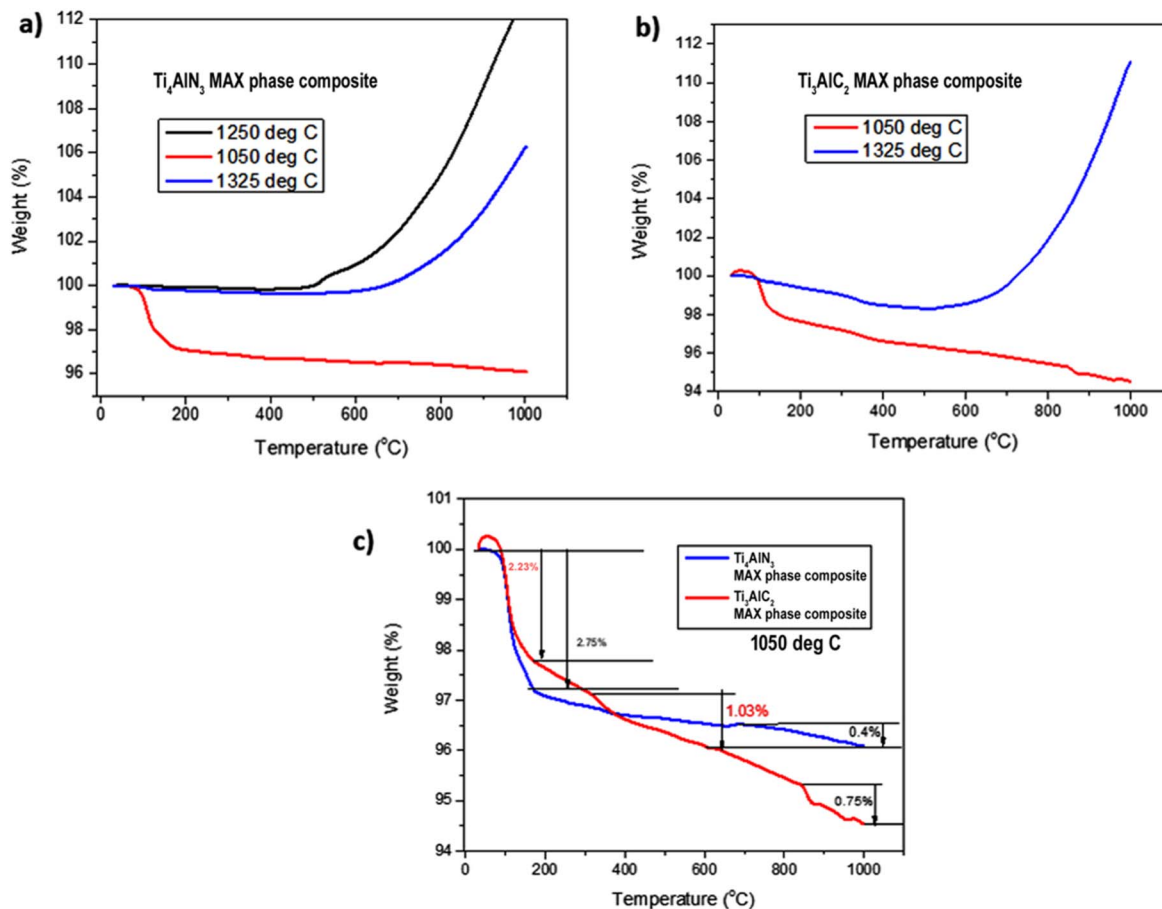 a)
112
110
108
106
104
102
100
98
96
Weight (%)
Ti₄AlN₃ MAX phase composite
1250 deg C
1050 deg C
1325 deg C
0 200 400 600 800 1000
Temperature (°C)
b)
112
110
108
106
104
102
100
98
96
94
Weight (%)
Ti₃AlC₂ MAX phase composite
1050 deg C
1325 deg C
0 200 400 600 800 1000
Temperature (°C)
c)
101
100
99
98
97
96
95
94
Weight (%)
Ti₄AlN₃
MAX phase composite
Ti₃AlC₂
MAX phase composite
1050 deg C
2.23%
2.75%
1.03%
0.4%
0.75%
0 200 400 600 800 1000
Temperature (°C)